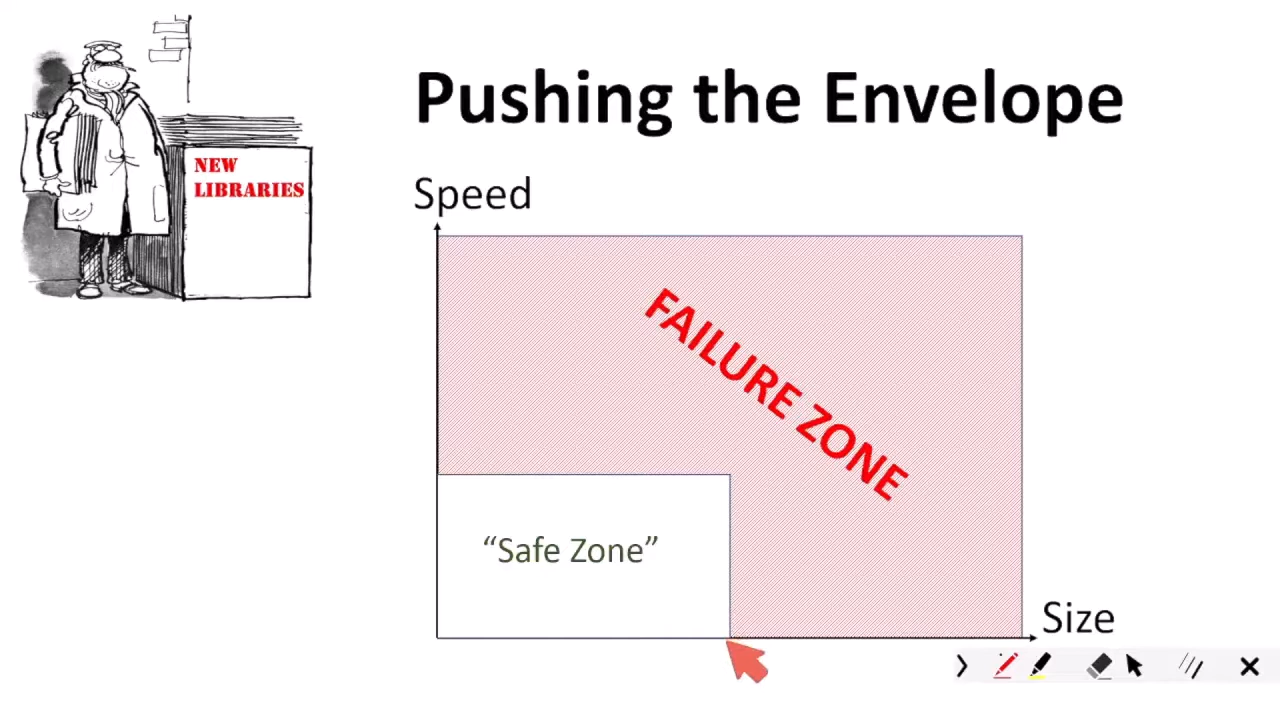 Pushing the Envelope
NEW
LIBRARIES
Speed
FAILURE ZONE
“Safe Zone”
Size